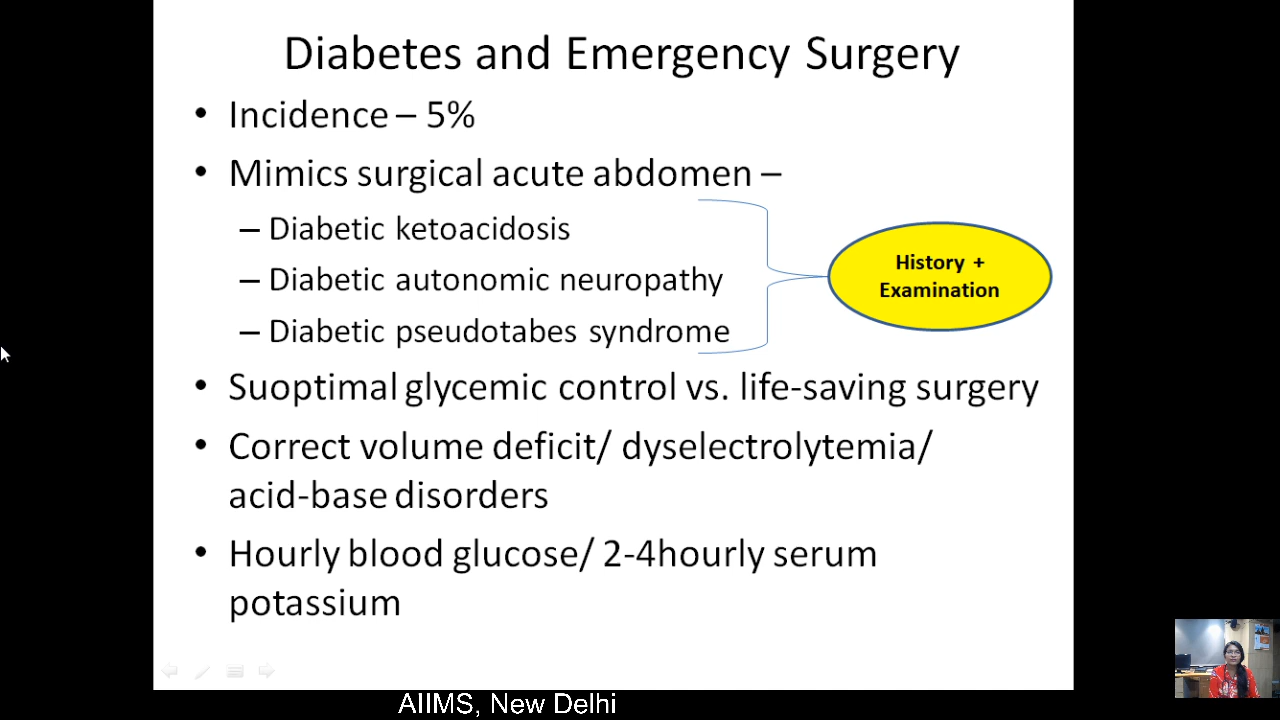 Diabetes and Emergency Surgery
• Incidence – 5%
• Mimics surgical acute abdomen –
– Diabetic ketoacidosis
– Diabetic autonomic neuropathy
– Diabetic pseudotabes syndrome
History +
Examination
• Suoptimal glycemic control vs. life-saving surgery
• Correct volume deficit/ dyselectrolytemia/
acid-base disorders
• Hourly blood glucose/ 2-4hourly serum
potassium
AIIMS, New Delhi